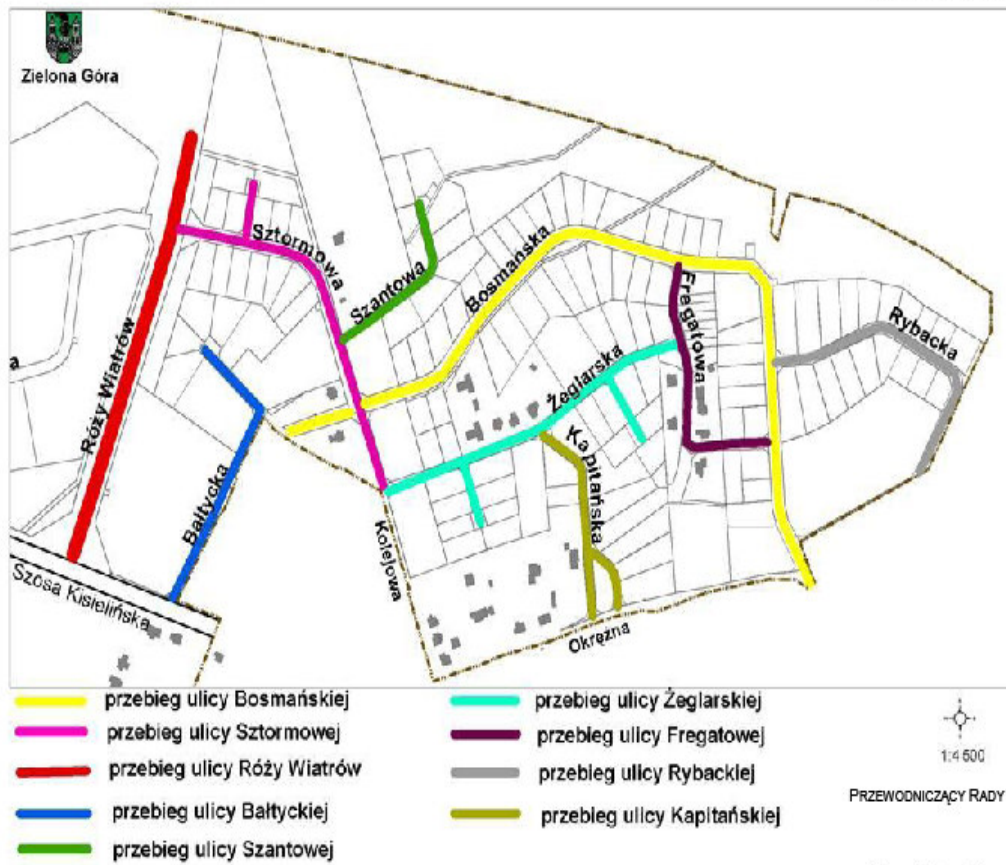 Zielona Góra
Sztormowa
Szantowa
Bosmańska
Fregatowa
Rybacka
Róży Wiatrów
a
Żeglarska
Bałtycka
Kapitańska
Kolejowa
Szosa Kisielińska
Okrężna
przebieg ulicy Bosmańskiej
przebieg ulicy Sztormowej
przebieg ulicy Róży Wiatrów
przebieg ulicy Bałtyckiej
przebieg ulicy Szantowej
przebieg ulicy Żeglarskiej
przebieg ulicy Fregatowej
przebieg ulicy Rybackiej
przebieg ulicy Kapitańskiej
1:4 500
PRZEWODNICZĄCY RADY